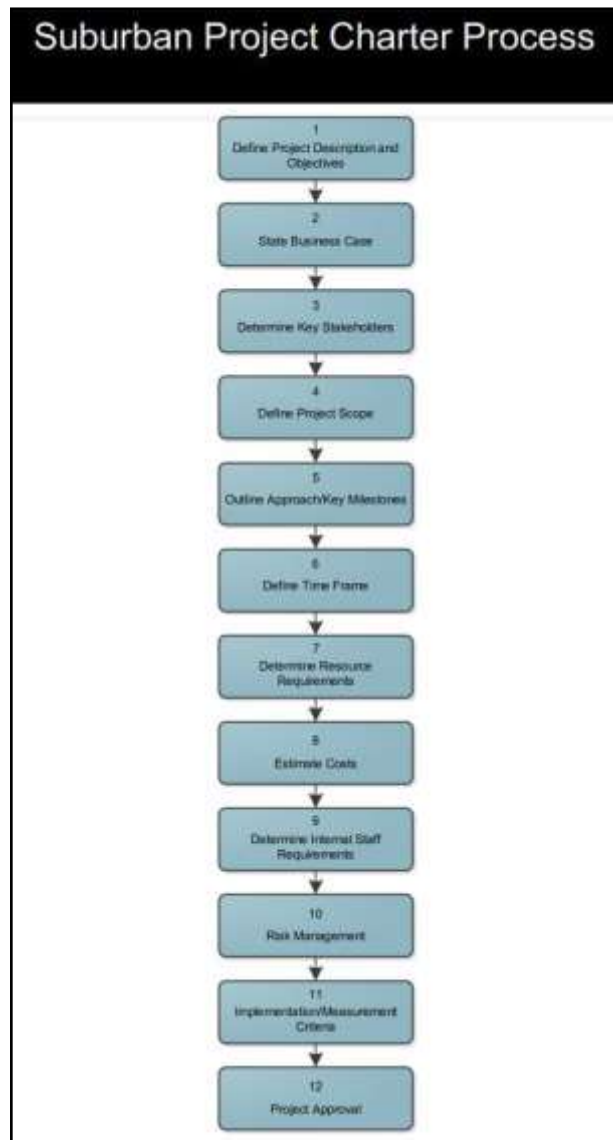 Suburban Project Charter Process
1
Define Project Description and
Objectives
2
State Business Case
3
Determine Key Stakeholders
4
Define Project Scope
5
Outline Approach/Key Milestones
6
Define Time Frame
7
Determine Resource
Requirements
8
Estimate Costs
9
Determine Internal Staff
Requirements
10
Risk Management
11
Implementation/Measurement
Criteria
12
Project Approval